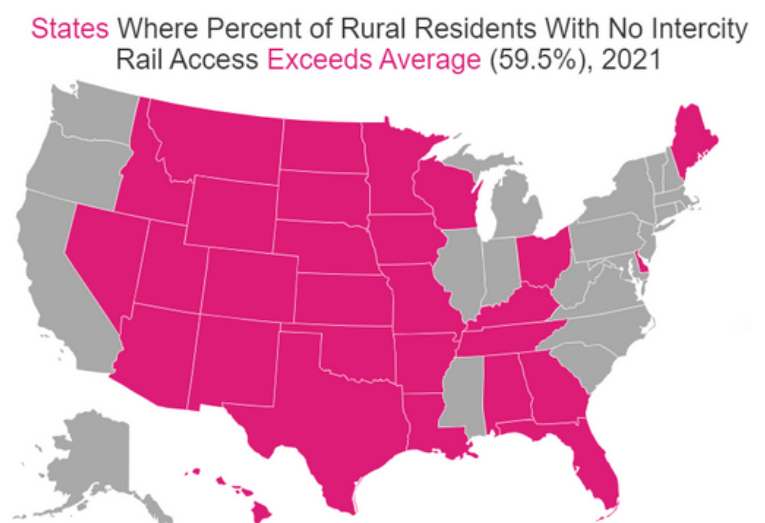 States Where Percent of Rural Residents With No Intercity
Rail Access Exceeds Average (59.5%), 2021